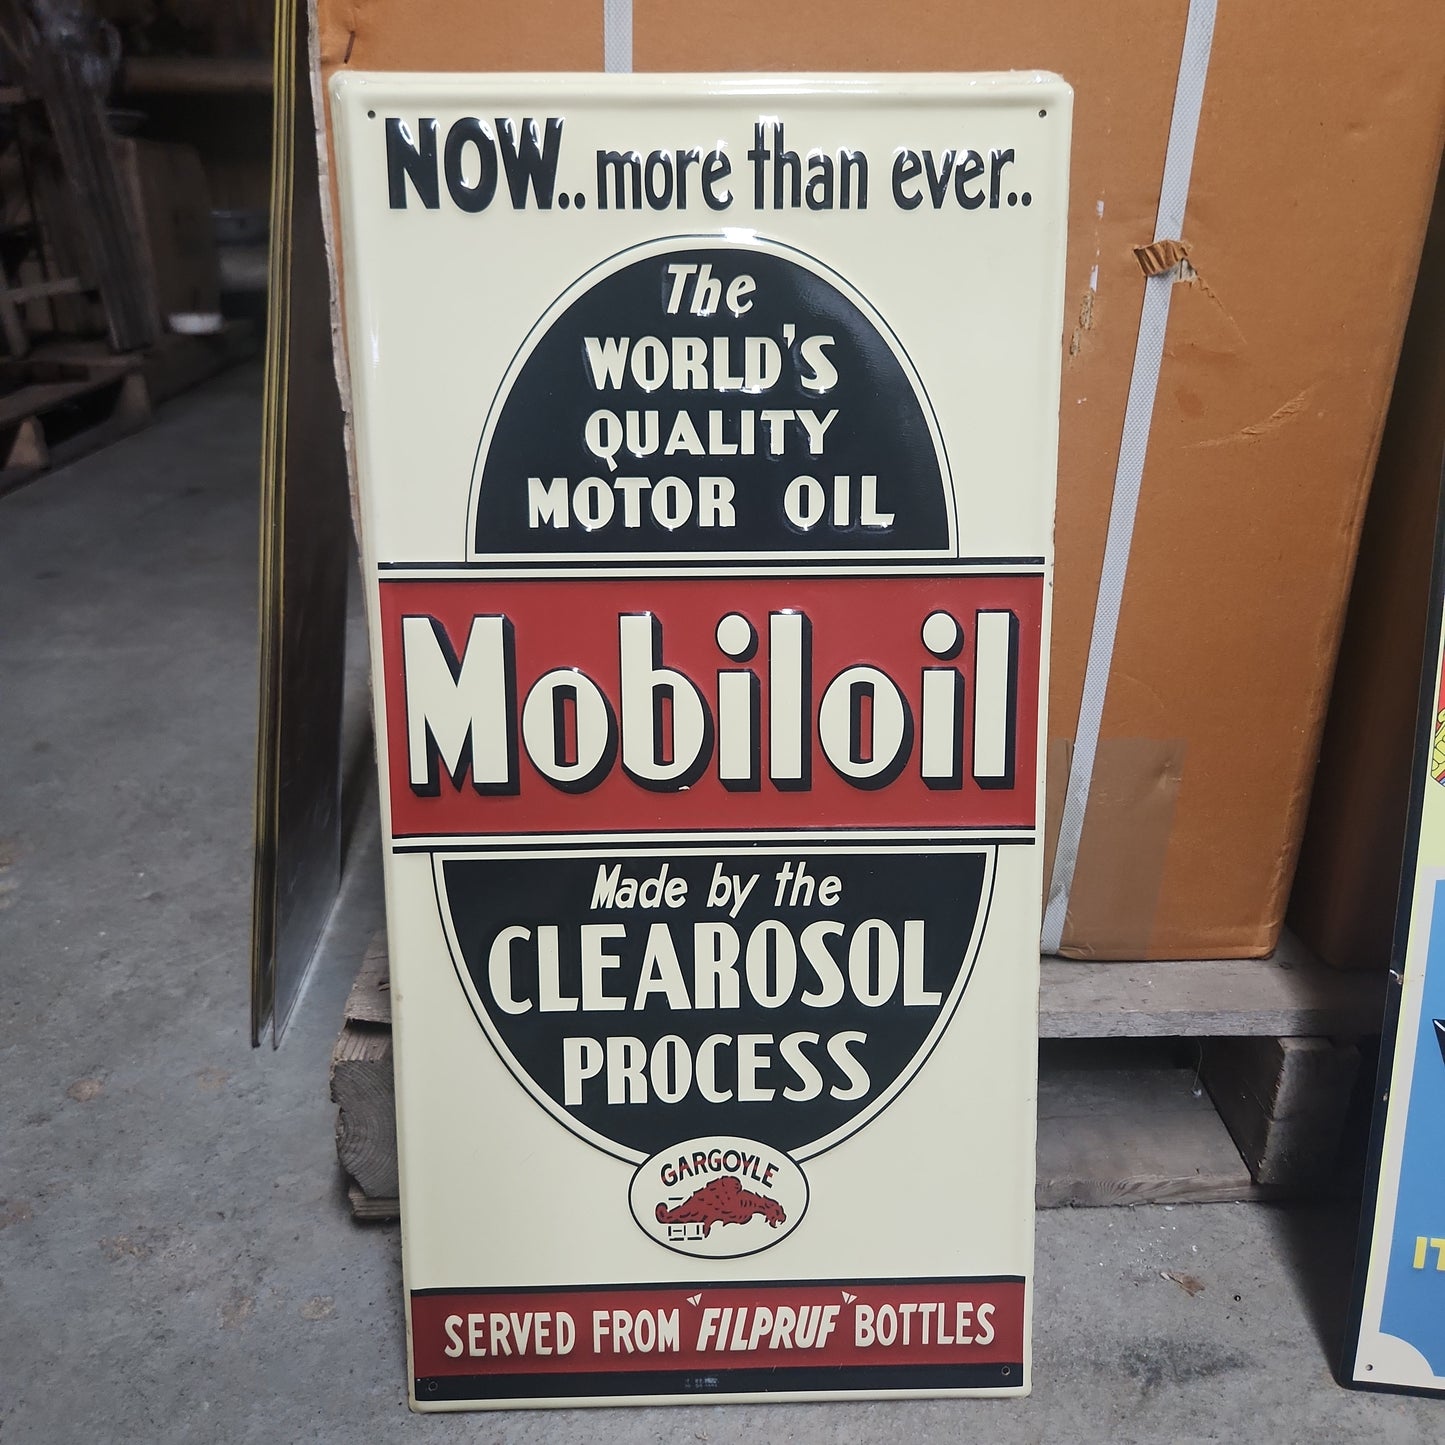 NOW.. more than ever..
The
WORLD'S
QUALITY
MOTOR OIL
Mobiloil
Made by the
CLEAROSOL
PROCESS
GARGOYLE
SERVED FROM "FILPRUF" BOTTLES
IT